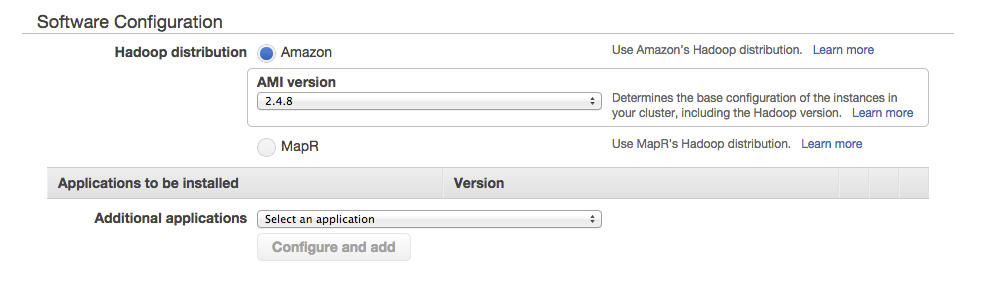 Software Configuration
Hadoop distribution Amazon Use Amazon's Hadoop distribution. Learn more
AMI version
2.4.8 Determines the base configuration of the instances in
your cluster, including the Hadoop version. Learn more
MapR Use MapR's Hadoop distribution. Learn more
Applications to be installed Version
Additional applications Select an application
Configure and add